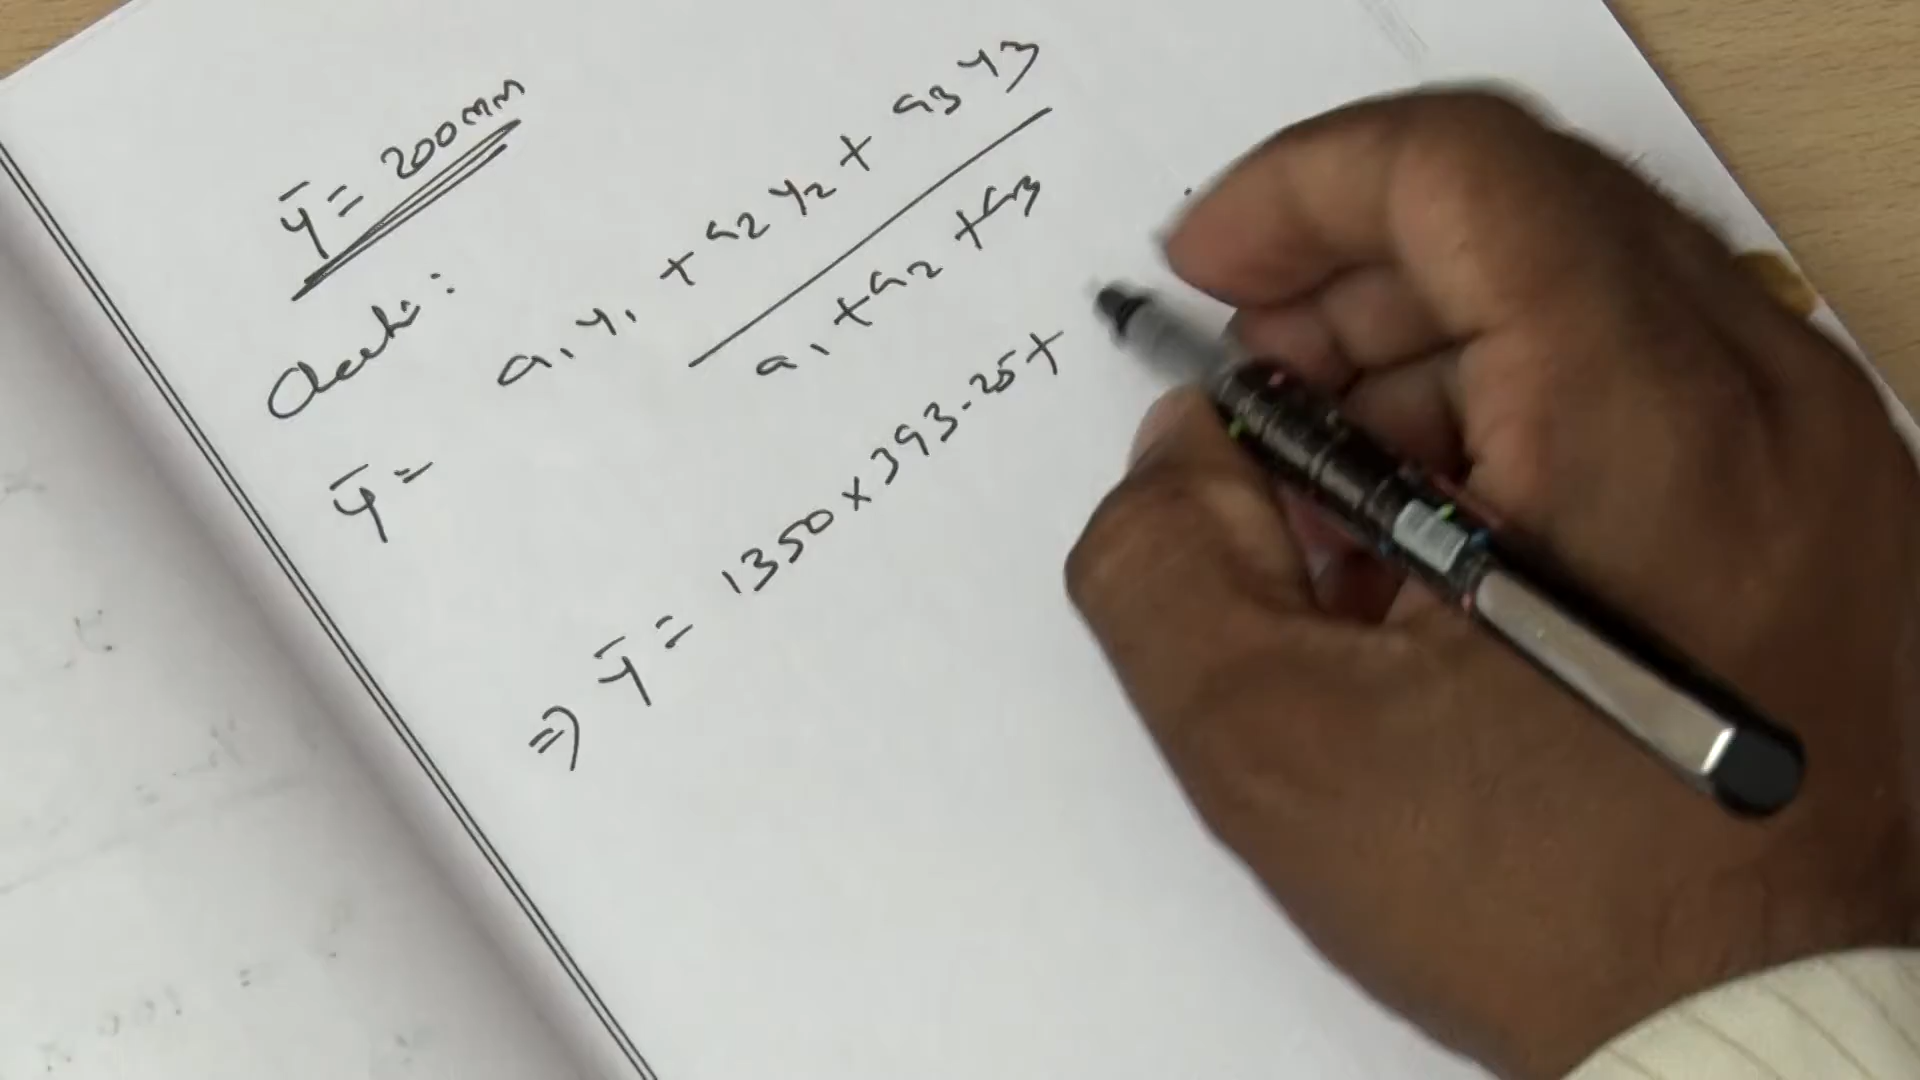 ȳ = 200mm
Check:
ȳ = a1y1 + a2y2 + a3y3
a1 + a2 + a3
⇒ ȳ = 1350 × 393.25 +